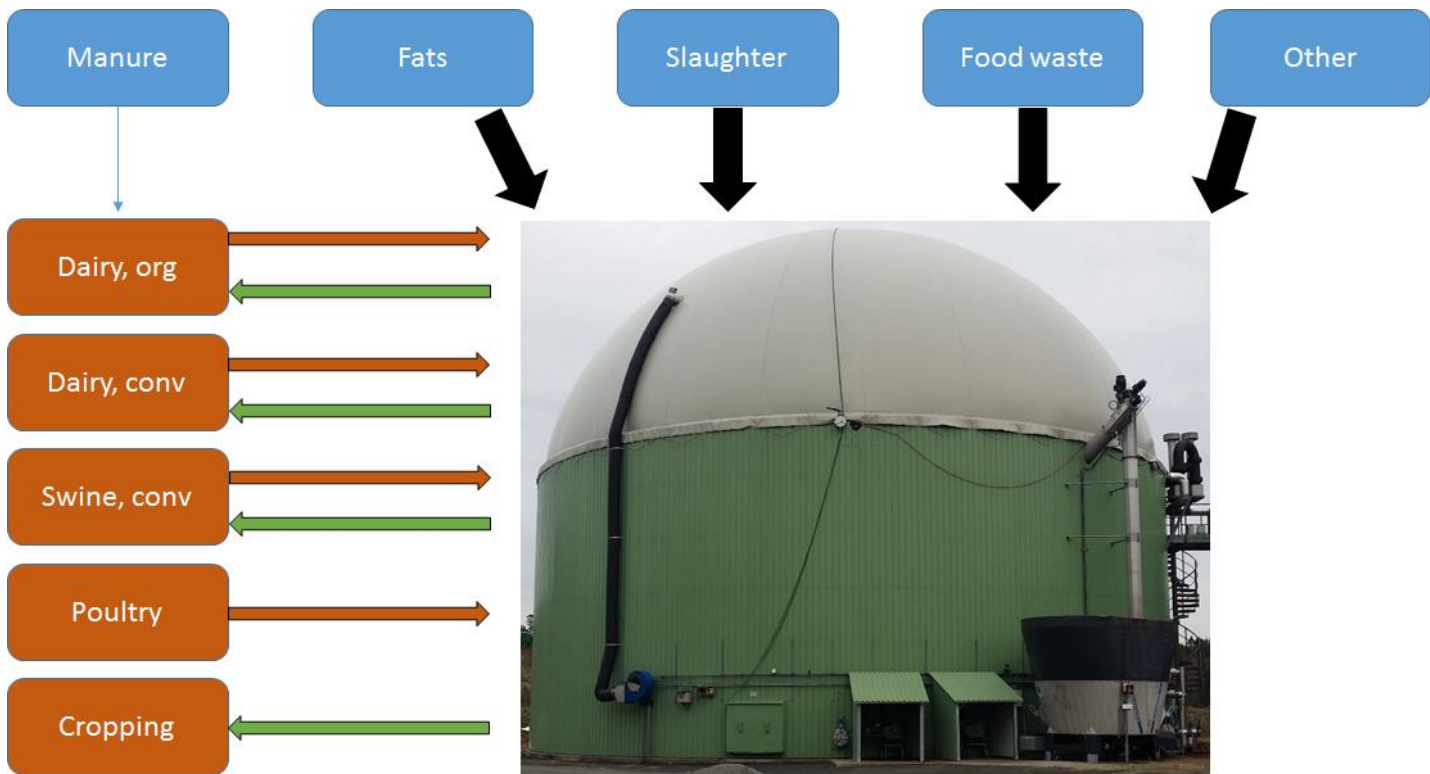 Manure
Fats
Slaughter
Food waste
Other
Dairy, org
Dairy, conv
Swine, conv
Poultry
Cropping